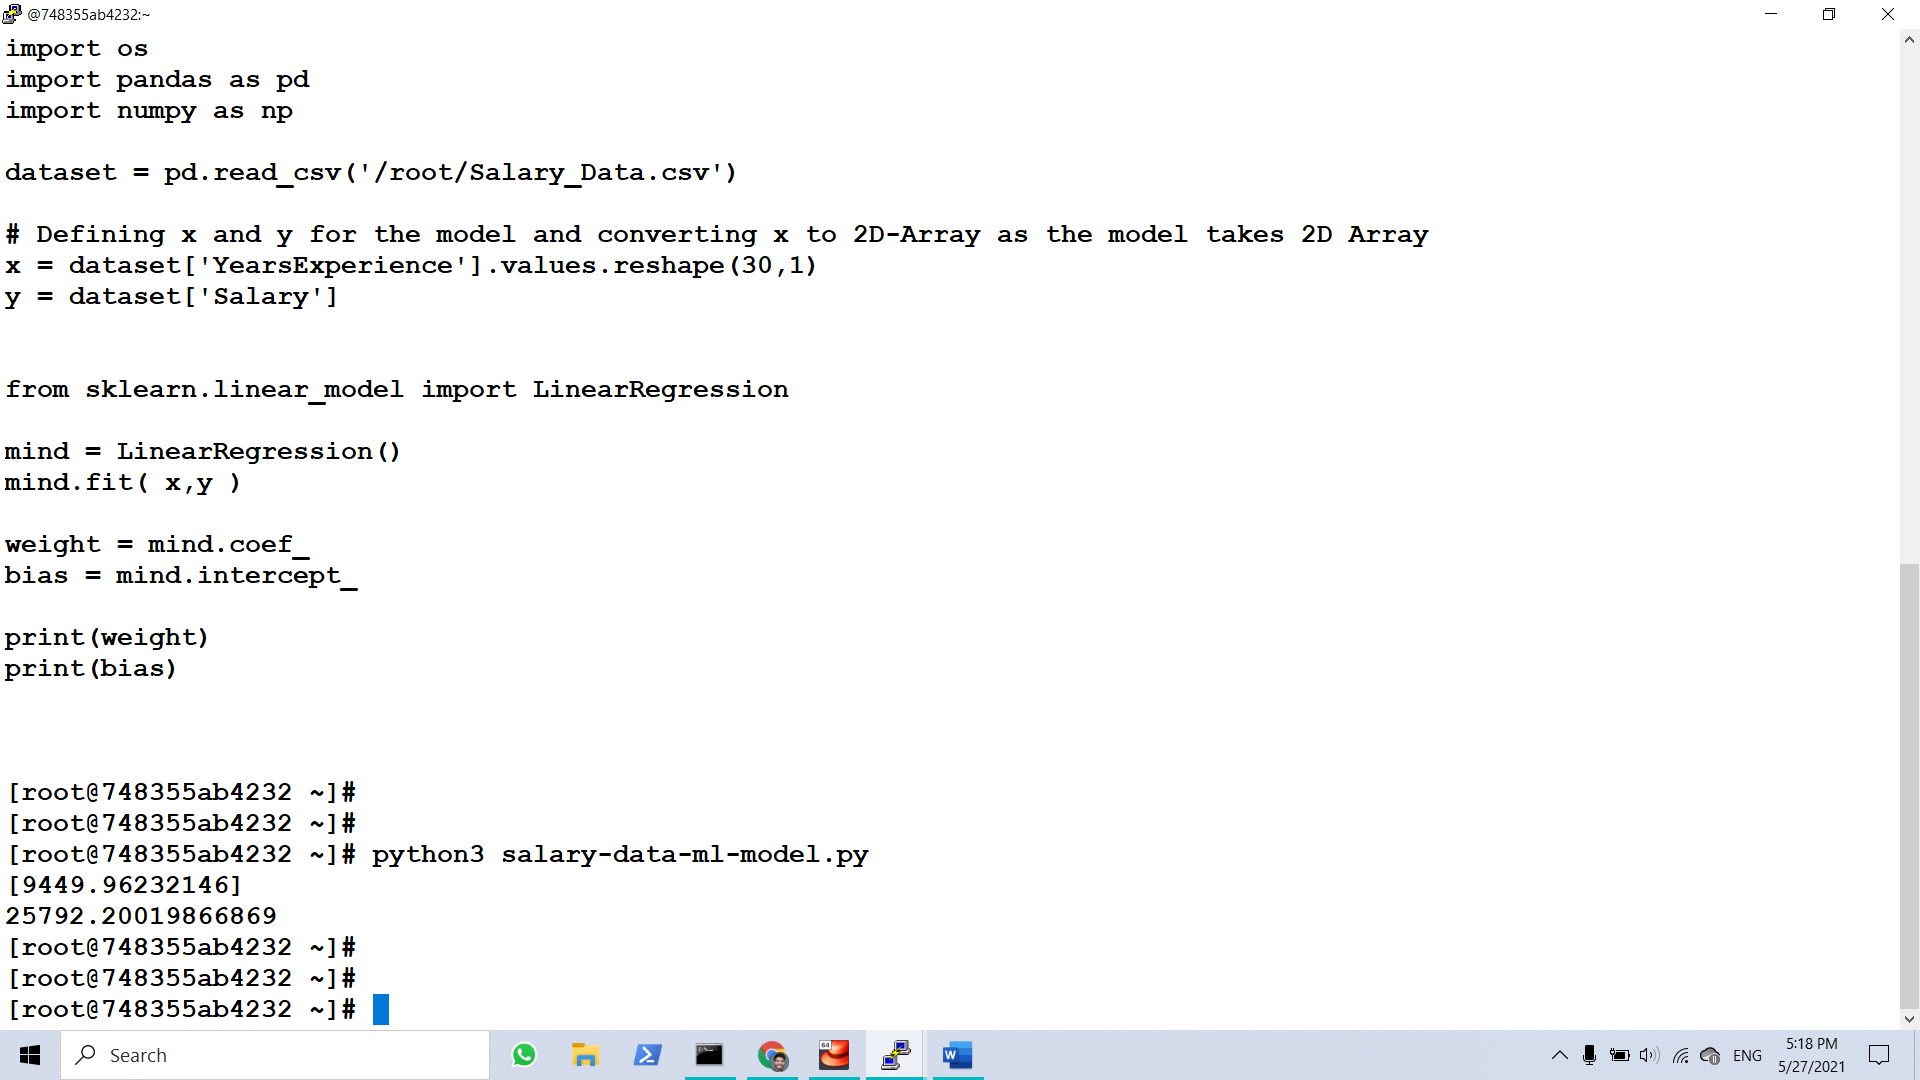 @748355ab4232:~
import os
import pandas as pd
import numpy as np
dataset = pd.read_csv('/root/Salary_Data.csv')
# Defining x and y for the model and converting x to 2D-Array as the model takes 2D Array
x = dataset['YearsExperience'].values.reshape(30,1)
y = dataset['Salary']
from sklearn.linear_model import LinearRegression
mind = LinearRegression()
mind.fit( x,y )
weight = mind.coef_
bias = mind.intercept_
print(weight)
print(bias)
[root@748355ab4232 ~]#
[root@748355ab4232 ~]#
[root@748355ab4232 ~]# python3 salary-data-ml-model.py
[9449.96232146]
25792.20019866869
[root@748355ab4232 ~]#
[root@748355ab4232 ~]#
[root@748355ab4232 ~]#
Search
64
W
ENG
5:18 PM
5/27/2021